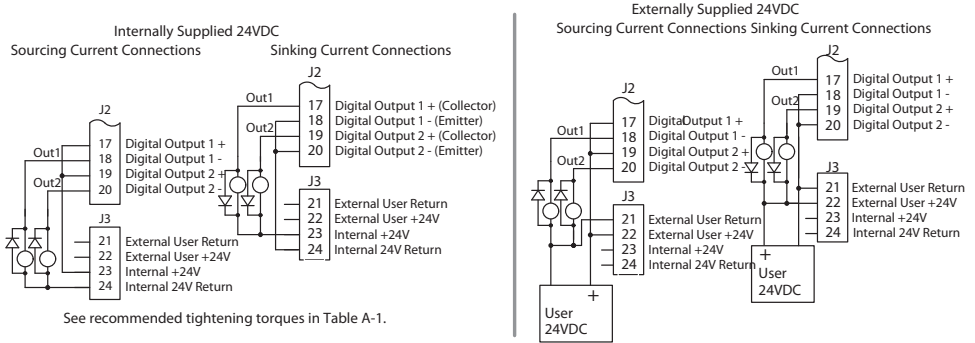 Internally Supplied 24VDC
Sourcing Current Connections
Sinking Current Connections
J2
17 Digital Output 1 +
18 Digital Output 1 -
19 Digital Output 2 +
20 Digital Output 2 -
Out1
Out2
J3
21 External User Return
22 External User +24V
23 Internal +24V
24 Internal 24V Return
J2
Out1
Out2
17 Digital Output 1 + (Collector)
18 Digital Output 1 - (Emitter)
19 Digital Output 2 + (Collector)
20 Digital Output 2 - (Emitter)
J3
21 External User Return
22 External User +24V
23 Internal +24V
24 Internal 24V Return
See recommended tightening torques in Table A-1.
Externally Supplied 24VDC
Sourcing Current Connections Sinking Current Connections
J2
Out1
Out2
17 Digital Output 1 +
18 Digital Output 1 -
19 Digital Output 2 +
20 Digital Output 2 -
J3
21 External User Return
22 External User +24V
23 Internal +24V
24 Internal 24V Return
+
User
24VDC
J2
Out1
Out2
17 Digital Output 1 +
18 Digital Output 1 -
19 Digital Output 2 +
20 Digital Output 2 -
J3
21 External User Return
22 External User +24V
23 Internal +24V
24 Internal 24V Return
+
User
24VDC